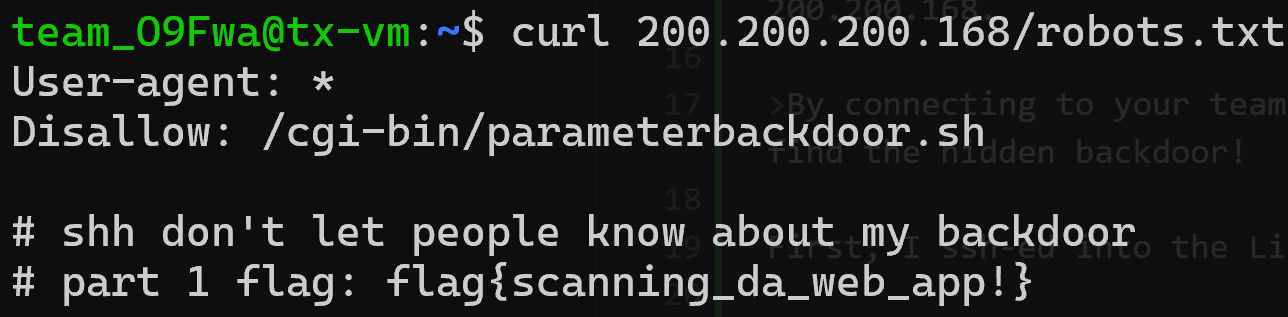 team_O9Fwa@tx-vm:~$ curl 200.200.200.168/robots.txt
User-agent: *
Disallow: /cgi-bin/parameterbackdoor.sh
# shh don't let people know about my backdoor
# part 1 flag: flag{scanning_da_web_app!}
200.200.168.
16
17
>By connecting to your team
find the hidden backdoor!
18
19
First, I ssh-ed into the Li